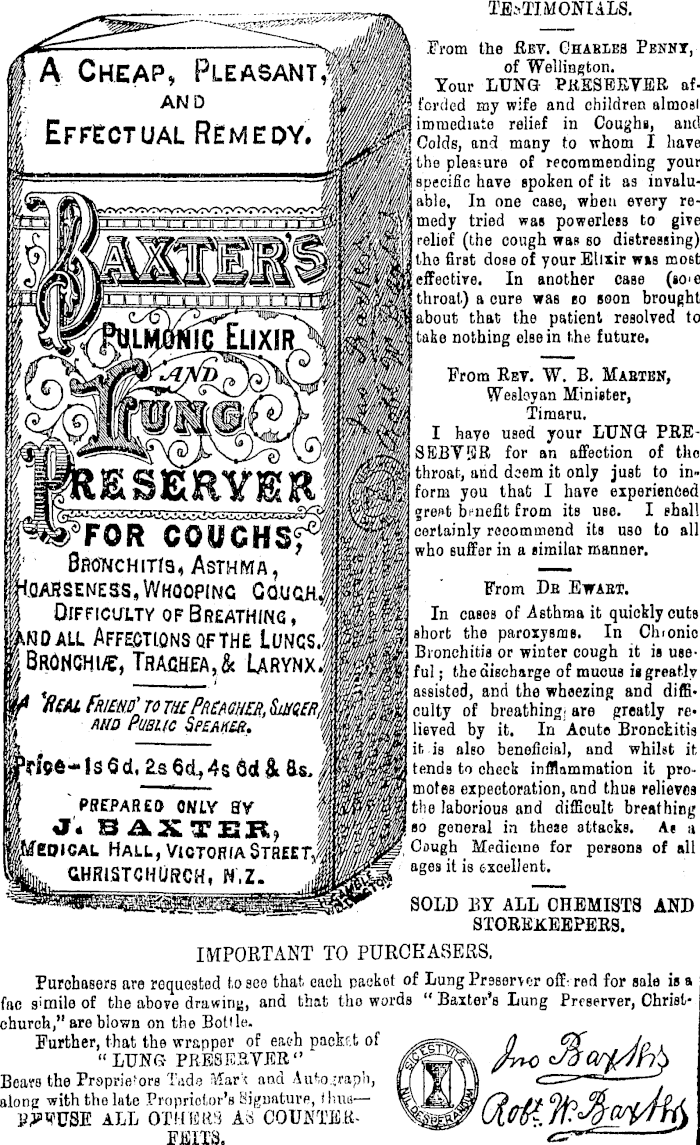 A CHEAP, PLEASANT,
AND
EFFECTUAL REMEDY.
BAXTER'S
PULMONIC ELIXIR
AND
LUNG
PRESERVER
FOR COUGHS,
BRONCHITIS, ASTHMA,
HOARSENESS, WHOOPING COUGH,
DIFFICULTY OF BREATHING,
AND ALL AFFECTIONS OF THE LUNGS.
BRONCHIÆ, TRACHEA, & LARYNX.
A 'REAL FRIEND' TO THE PREACHER, SINGER,
AND PUBLIC SPEAKER.
Price-1s 6d, 2s 6d, 4s 6d & 8s.
PREPARED ONLY BY
J. BAXTER,
MEDICAL HALL, VICTORIA STREET,
CHRISTCHURCH, N.Z.
Jno Baxter
Robt W Baxter
TESTIMONIALS.
From the REV. CHARLES PENNY,
of Wellington.
Your LUNG PRESERVER af-
forded my wife and children almost
immediate relief in Coughs, and
Colds, and many to whom I have
the pleasure of recommending your
specific have spoken of it as invalu-
able. In one case, when every re-
medy tried was powerless to give
relief (the cough was so distressing)
the first dose of your Elixir was most
effective. In another case (sore
throat) a cure was so soon brought
about that the patient resolved to
take nothing else in the future.
From REV. W. B. MARTEN,
Wesleyan Minister,
Timaru.
I have used your LUNG PRE-
SERVER for an affection of the
throat, and deem it only just to in-
form you that I have experienced
great benefit from its use. I shall
certainly recommend its use to all
who suffer in a similar manner.
From DR EWART.
In cases of Asthma it quickly cuts
short the paroxysms. In Chronic
Bronchitis or winter cough it is use-
ful; the discharge of mucus is greatly
assisted, and the wheezing and diffi-
culty of breathing are greatly re-
lieved by it. In Acute Bronckitis
it is also beneficial, and whilst it
tends to check infflammation it pro-
motes expectoration, and thus relieves
the laborious and difficult breathing
so general in these attacks. As a
Cough Medicine for persons of all
ages it is excellent.
SOLD BY ALL CHEMISTS AND
STOREKEEPERS.
IMPORTANT TO PURCHASERS.
Purchasers are requested to see that each packet of Lung Preserver offered for sale is a
fac simile of the above drawing, and that the words "Baxter's Lung Preserver, Christ-
church," are blown on the Bottle.
Further, that the wrapper of each packet of
"LUNG PRESERVER"
Bears the Proprietors Tade Mark and Autograph,
along with the late Proprietor's Signature, thus—
REFUSE ALL OTHERS AS COUNTER-
FEITS.
SIC EST VITÆ
NIL DESPERANDUM
Jno Baxter
Robt. W. Baxter